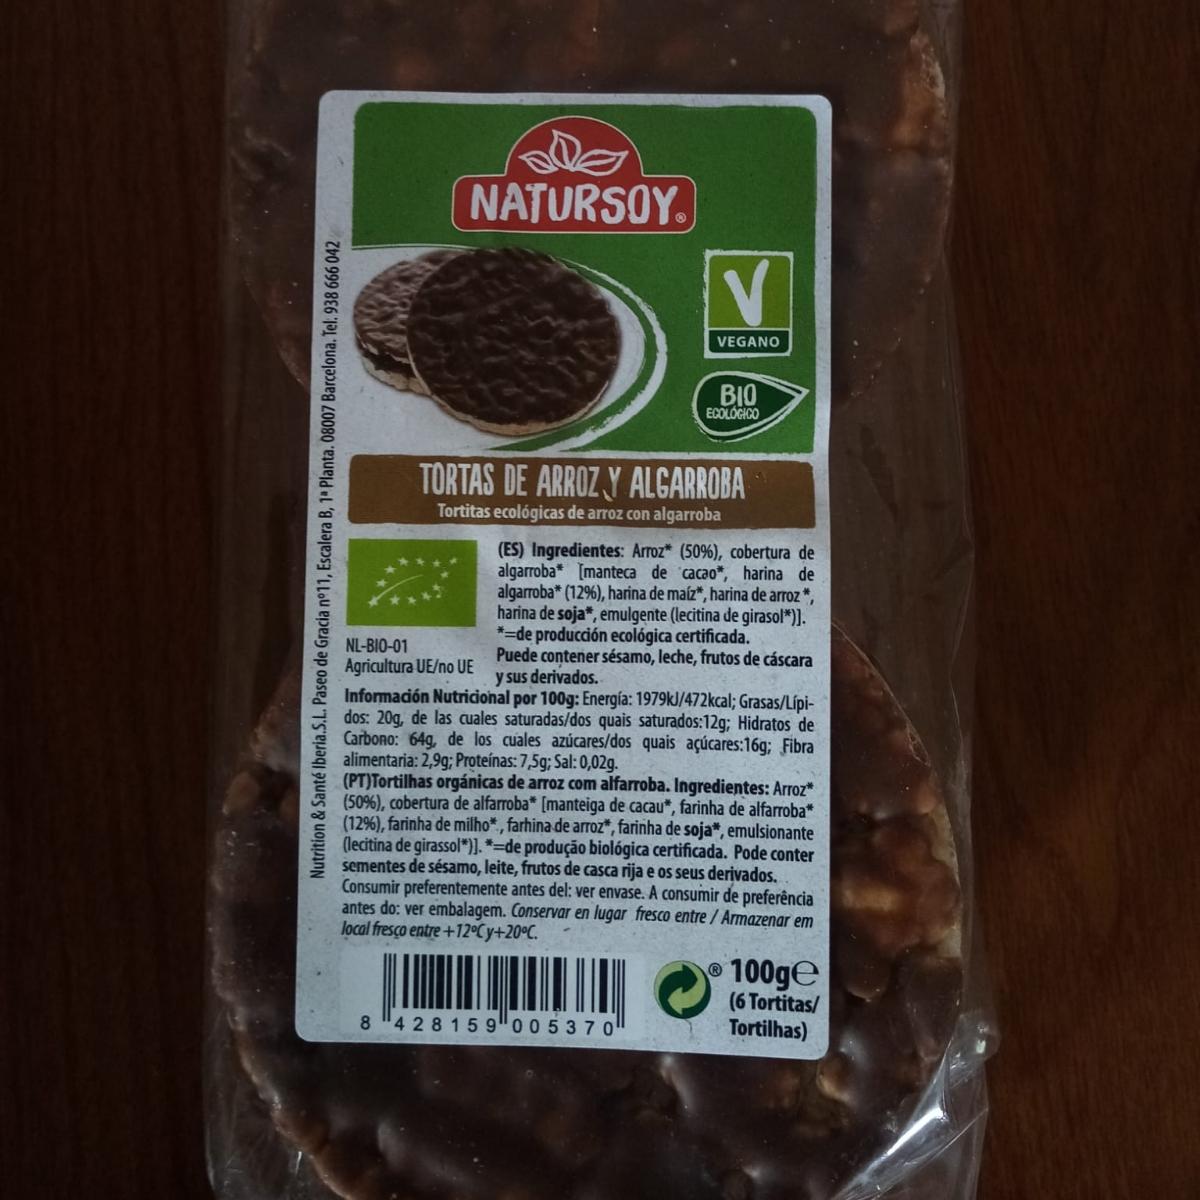 NATURSOY®
VEGANO
BIO
ECOLÓGICO
TORTAS DE ARROZ Y ALGARROBA
Tortitas ecológicas de arroz con algarroba
Nutrition & Santé Iberia.S.L. Paseo de Gracia nº11, Escalera B, 1ª Planta. 08007 Barcelona. Tel. 938 666 042
NL-BIO-01
Agricultura UE/no UE
(ES) Ingredientes: Arroz* (50%), cobertura de
algarroba* [manteca de cacao*, harina de
algarroba* (12%), harina de maíz*, harina de arroz *,
harina de soja*, emulgente (lecitina de girasol*)].
*=de producción ecológica certificada.
Puede contener sésamo, leche, frutos de cáscara
y sus derivados.
Información Nutricional por 100g: Energía: 1979kJ/472kcal; Grasas/Lípi-
dos: 20g, de las cuales saturadas/dos quais saturados:12g; Hidratos de
Carbono: 64g, de los cuales azúcares/dos quais açúcares:16g; Fibra
alimentaria: 2,9g; Proteínas: 7,5g; Sal: 0,02g.
(PT)Tortilhas orgánicas de arroz com alfarroba. Ingredientes: Arroz*
(50%), cobertura de alfarroba* [manteiga de cacau*, farinha de alfarroba*
(12%), farinha de milho*, farhina de arroz*, farinha de soja*, emulsionante
(lecitina de girassol*)]. *=de produção biológica certificada. Pode conter
sementes de sésamo, leite, frutos de casca rija e os seus derivados.
Consumir preferentemente antes del: ver envase. A consumir de preferência
antes do: ver embalagem. Conservar en lugar fresco entre / Armazenar em
local fresco entre +12ºC y +20ºC.
8 428159 005370
® 100g℮
(6 Tortitas/
Tortilhas)